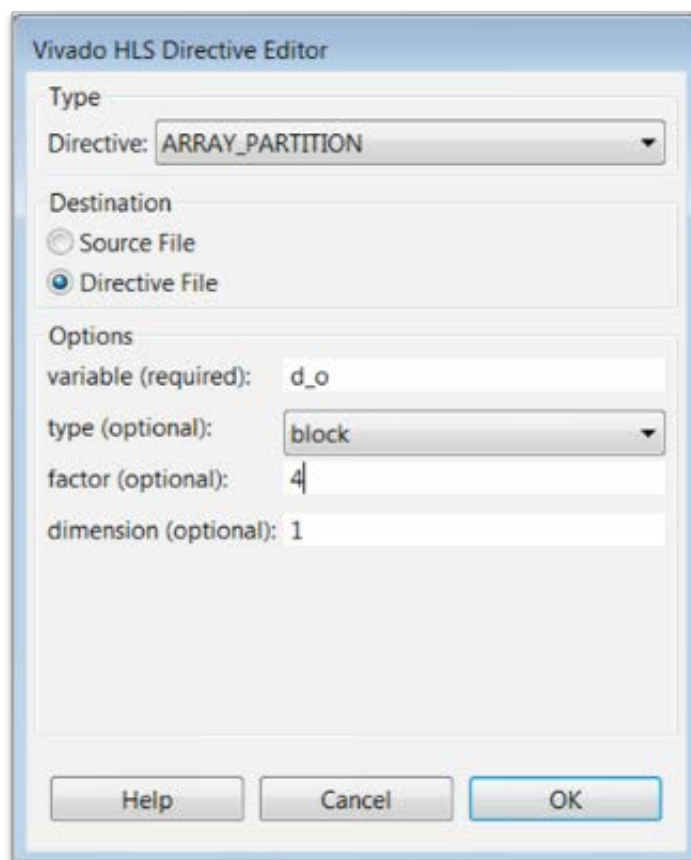 Vivado HLS Directive Editor
Type
Directive: ARRAY_PARTITION
Destination
Source File
Directive File
Options
variable (required): d_o
type (optional): block
factor (optional): 4
dimension (optional): 1
Help Cancel OK